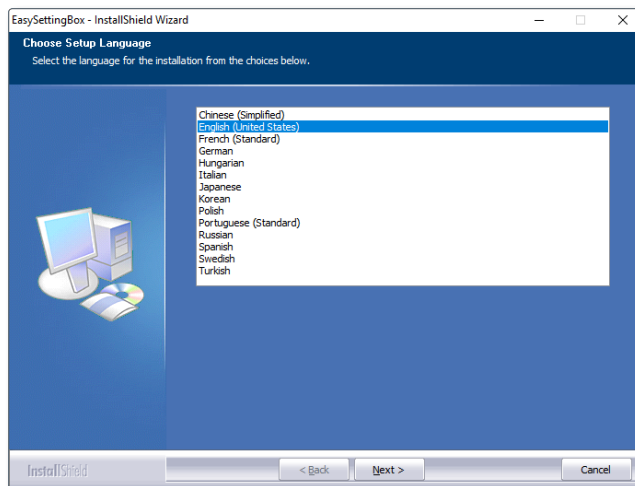 EasySettingBox - InstallShield Wizard
Choose Setup Language
Select the language for the installation from the choices below.
Chinese (Simplified)
English (United States)
French (Standard)
German
Hungarian
Italian
Japanese
Korean
Polish
Portuguese (Standard)
Russian
Spanish
Swedish
Turkish
InstallShield
< Back
Next >
Cancel